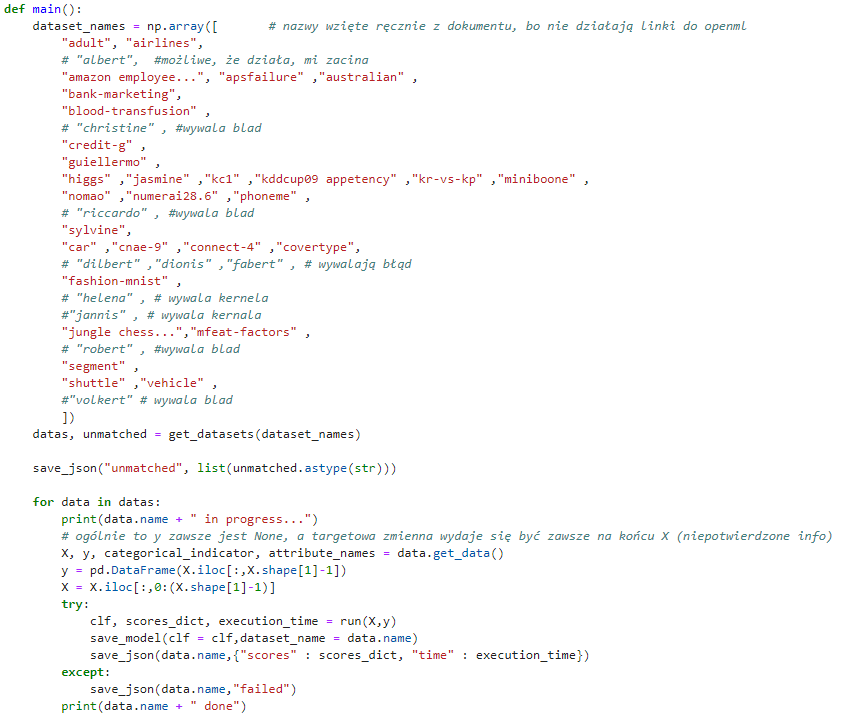 def main():
    dataset_names = np.array([       # nazwy wzięte ręcznie z dokumentu, bo nie działają linki do openml
        "adult", "airlines",
        # "albert",  #możliwe, że działa, mi zacina
        "amazon employee...", "apsfailure" ,"australian" ,
        "bank-marketing",
        "blood-transfusion" ,
        # "christine" , #wywala blad
        "credit-g" ,
        "guiellermo" ,
        "higgs" ,"jasmine" ,"kc1" ,"kddcup09 appetency" ,"kr-vs-kp" ,"miniboone" ,
        "nomao" ,"numerai28.6" ,"phoneme" ,
        # "riccardo" , #wywala blad
        "sylvine",
        "car" ,"cnae-9" ,"connect-4" ,"covertype",
        # "dilbert" ,"dionis" ,"fabert" , # wywalają błąd
        "fashion-mnist" ,
        # "helena" , # wywala kernela
        #"jannis" , # wywala kernala
        "jungle chess...","mfeat-factors" ,
        # "robert" , #wywala blad
        "segment" ,
        "shuttle" ,"vehicle" ,
        #"volkert" # wywala blad
        ])
    datas, unmatched = get_datasets(dataset_names)

    save_json("unmatched", list(unmatched.astype(str)))

    for data in datas:
        print(data.name + " in progress...")
        # ogólnie to y zawsze jest None, a targetowa zmienna wydaje się być zawsze na końcu X (niepotwierdzone info)
        X, y, categorical_indicator, attribute_names = data.get_data()
        y = pd.DataFrame(X.iloc[:,X.shape[1]-1])
        X = X.iloc[:,0:(X.shape[1]-1)]
        try:
            clf, scores_dict, execution_time = run(X,y)
            save_model(clf = clf,dataset_name = data.name)
            save_json(data.name,{"scores" : scores_dict, "time" : execution_time})
        except:
            save_json(data.name,"failed")
        print(data.name + " done")